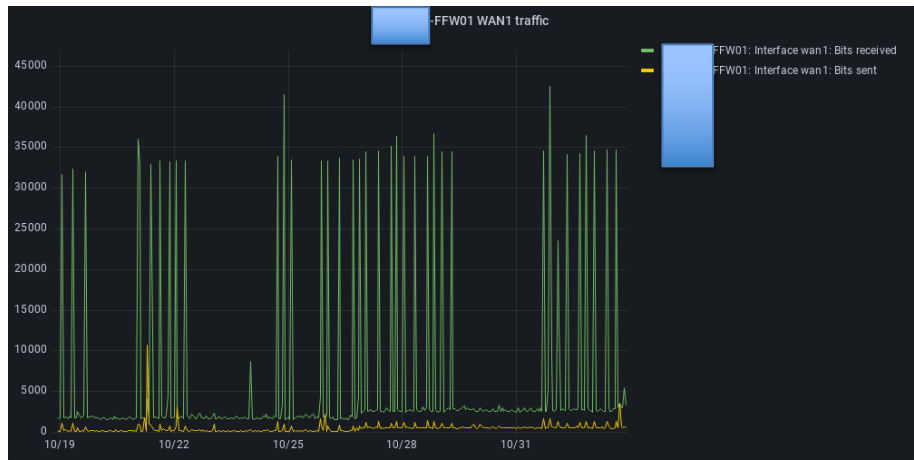 -FFW01 WAN1 traffic
FFW01: Interface wan1: Bits received
FFW01: Interface wan1: Bits sent
45000
40000
35000
30000
25000
20000
15000
10000
5000
0
10/19 10/22 10/25 10/28 10/31